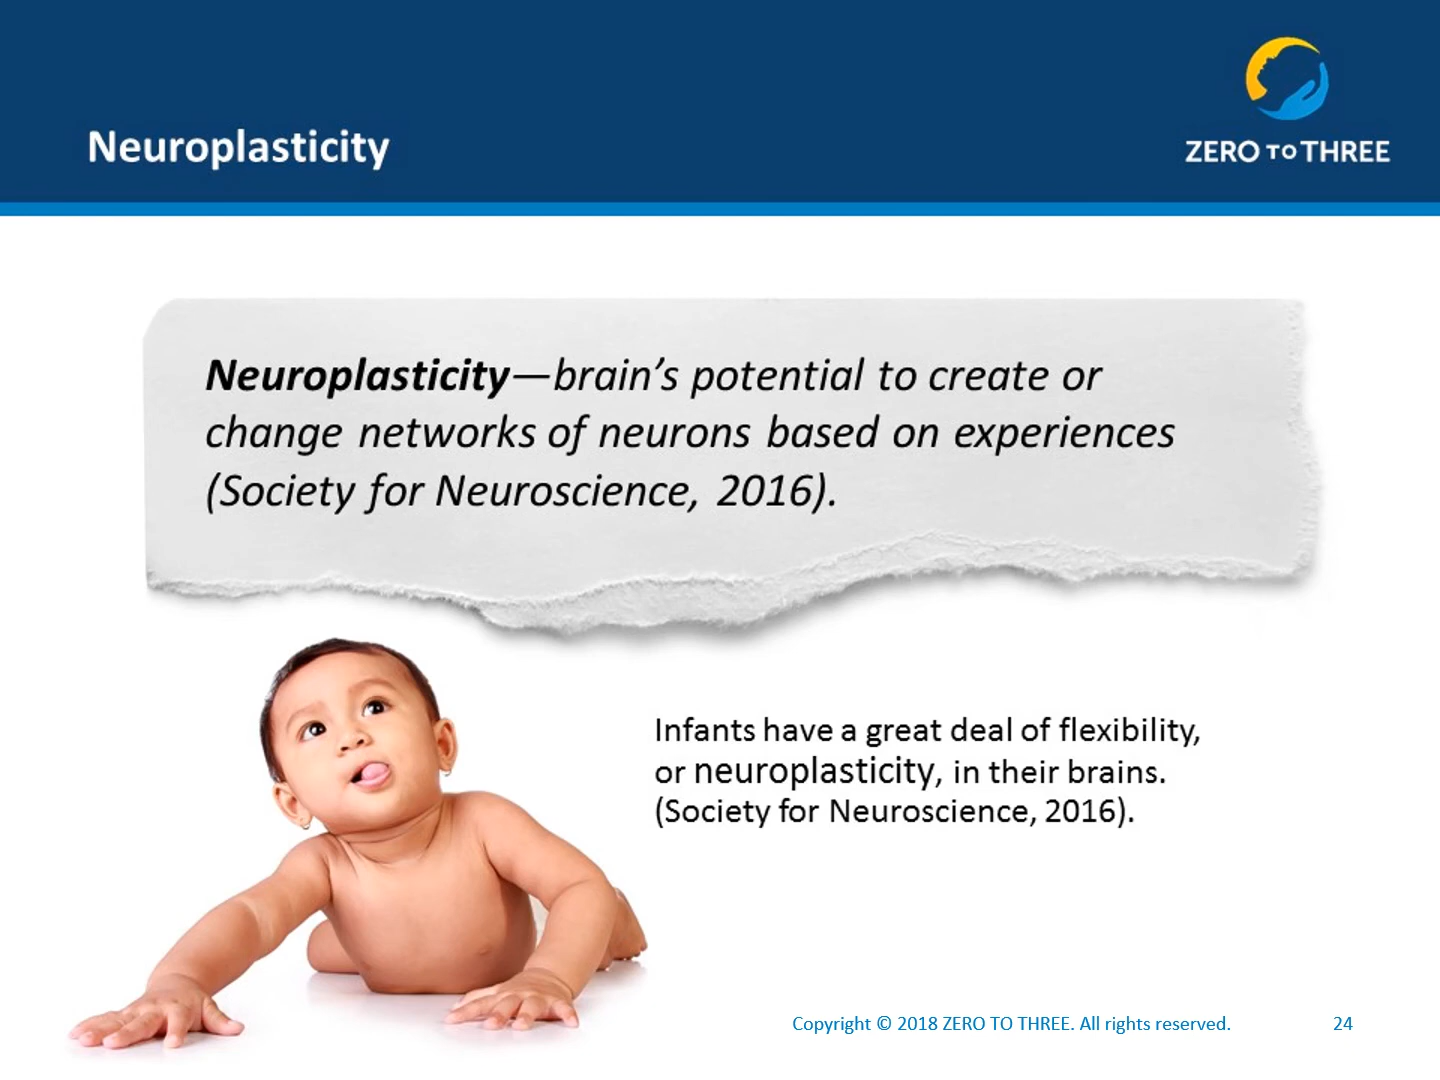 Neuroplasticity
ZERO TO THREE
Neuroplasticity—brain’s potential to create or
change networks of neurons based on experiences
(Society for Neuroscience, 2016).
Infants have a great deal of flexibility,
or neuroplasticity, in their brains.
(Society for Neuroscience, 2016).
Copyright © 2018 ZERO TO THREE. All rights reserved.
24